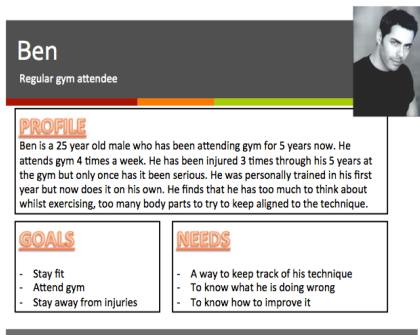 Ben
Regular gym attendee
PROFILE
Ben is a 25 year old male who has been attending gym for 5 years now. He
attends gym 4 times a week. He has been injured 3 times through his 5 years at
the gym but only once has it been serious. He was personally trained in his first
year but now does it on his own. He finds that he has too much to think about
whilst exercising, too many body parts to try to keep aligned to the technique.
GOALS
- Stay fit
- Attend gym
- Stay away from injuries
NEEDS
- A way to keep track of his technique
- To know what he is doing wrong
- To know how to improve it